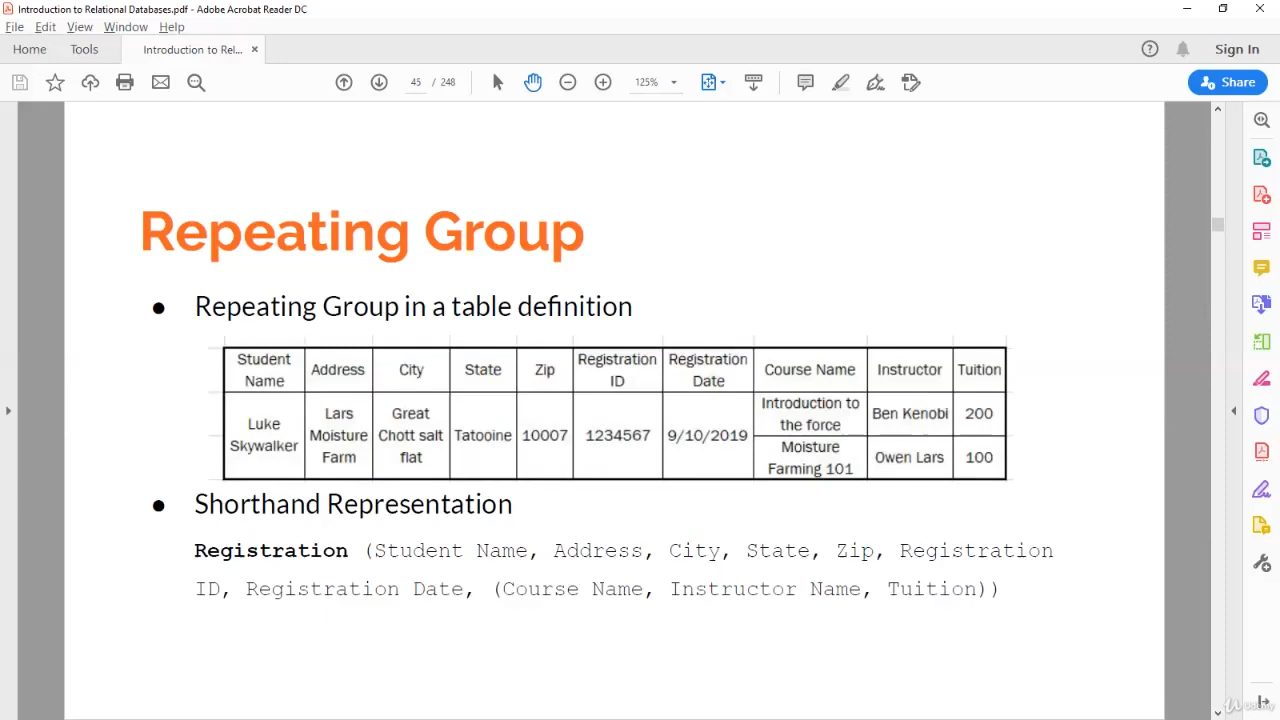 Introduction to Relational Databases.pdf - Adobe Acrobat Reader DC
File Edit View Window Help
Home Tools Introduction to Rel... × Sign In
45 / 248 125% Share
Repeating Group
● Repeating Group in a table definition
Student Name Address City State Zip Registration ID Registration Date Course Name Instructor Tuition
Luke Skywalker Lars Moisture Farm Great Chott salt flat Tatooine 10007 1234567 9/10/2019 Introduction to the force Ben Kenobi 200
Moisture Farming 101 Owen Lars 100
● Shorthand Representation
Registration (Student Name, Address, City, State, Zip, Registration
ID, Registration Date, (Course Name, Instructor Name, Tuition))
Udemy